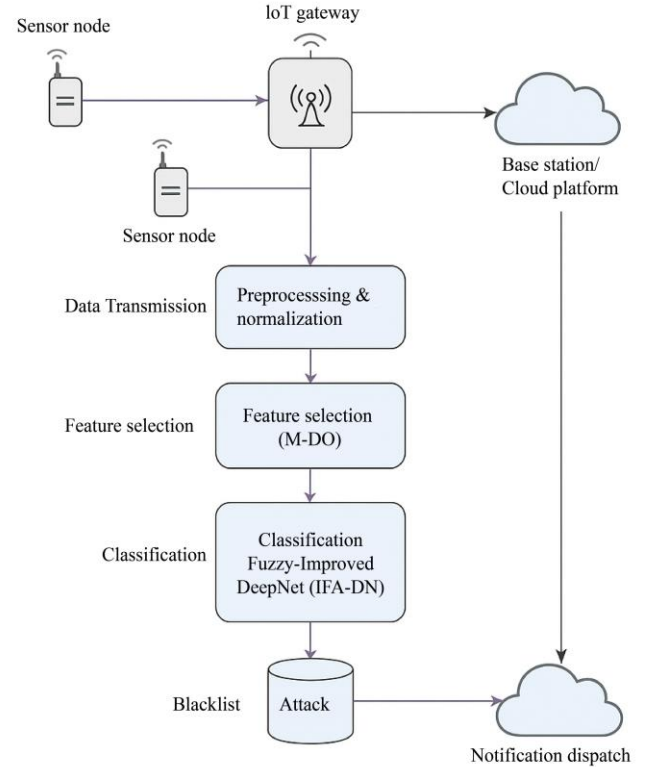 Sensor node
IoT gateway
Base station/
Cloud platform
Sensor node
Data Transmission
Preprocesssing &
normalization
Feature selection
Feature selection
(M-DO)
Classification
Classification
Fuzzy-Improved
DeepNet (IFA-DN)
Blacklist
Attack
Notification dispatch